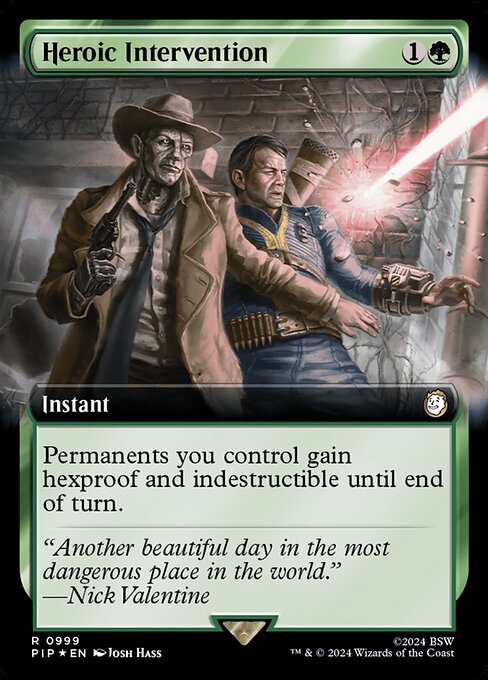 Heroic Intervention 1
Instant
Permanents you control gain
hexproof and indestructible until end
of turn.
“Another beautiful day in the most
dangerous place in the world.”
—Nick Valentine
R 0999
PIP★EN Josh Hass
©2024 BSW
™ & © 2024 Wizards of the Coast